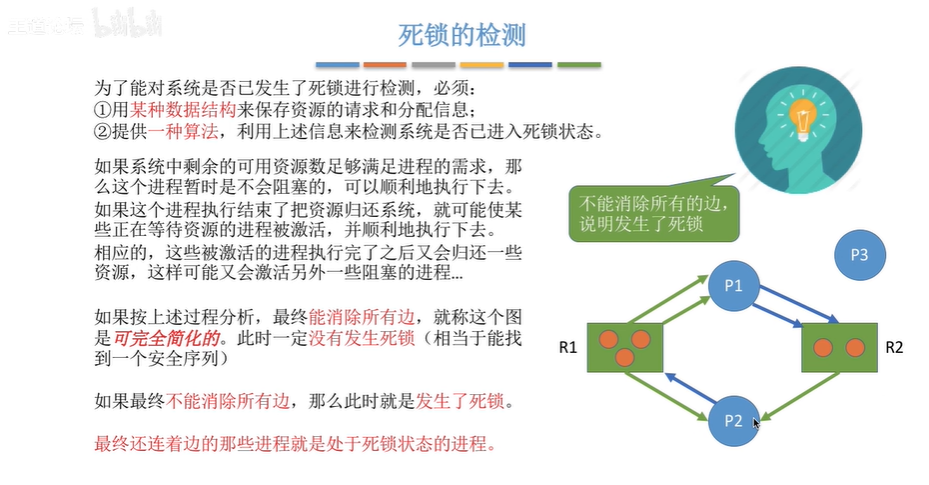 bilibili
死锁的检测
为了能对系统是否已发生了死锁进行检测，必须：
①用某种数据结构来保存资源的请求和分配信息；
②提供一种算法，利用上述信息来检测系统是否已进入死锁状态。
如果系统中剩余的可用资源数足够满足进程的需求，那
么这个进程暂时是不会阻塞的，可以顺利地执行下去。
如果这个进程执行结束了把资源归还系统，就可能使某
些正在等待资源的进程被激活，并顺利地执行下去。
相应的，这些被激活的进程执行完了之后又会归还一些
资源，这样可能又会激活另外一些阻塞的进程...
如果按上述过程分析，最终能消除所有边，就称这个图
是可完全简化的。此时一定没有发生死锁（相当于能找
到一个安全序列）
如果最终不能消除所有边，那么此时就是发生了死锁。
最终还连着边的那些进程就是处于死锁状态的进程。
不能消除所有的边，
说明发生了死锁
P3
P1
R1
R2
P2